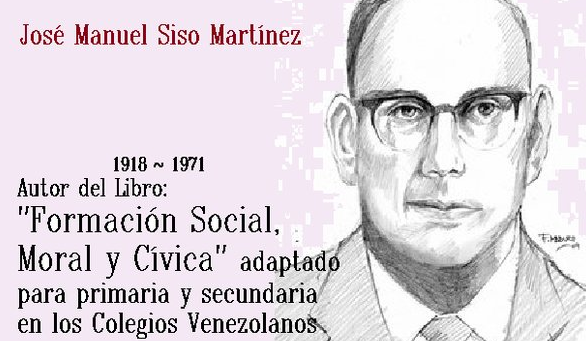 José Manuel Siso Martínez
1918 ~ 1971
Autor del Libro:
"Formación Social,
Moral y Cívica" adaptado
para primaria y secundaria
en los Colegios Venezolanos